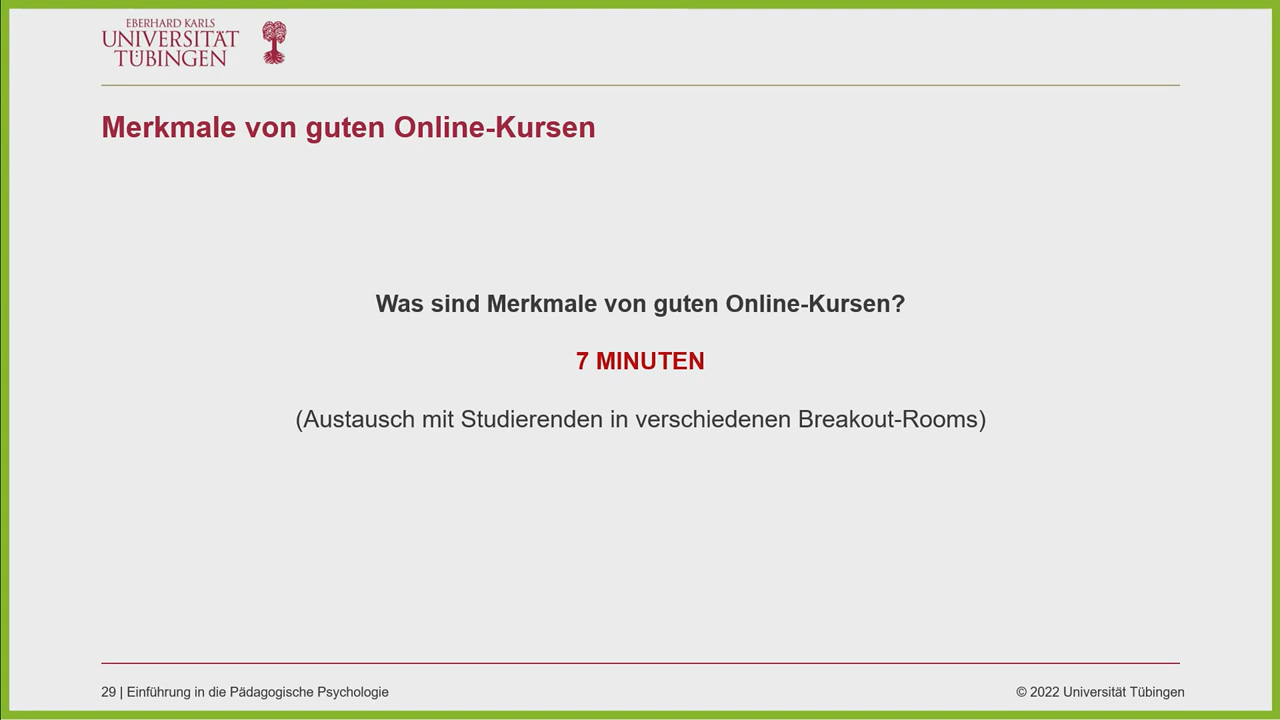 EBERHARD KARLS
UNIVERSITÄT
TÜBINGEN
Merkmale von guten Online-Kursen
Was sind Merkmale von guten Online-Kursen?
7 MINUTEN
(Austausch mit Studierenden in verschiedenen Breakout-Rooms)
29 | Einführung in die Pädagogische Psychologie
© 2022 Universität Tübingen